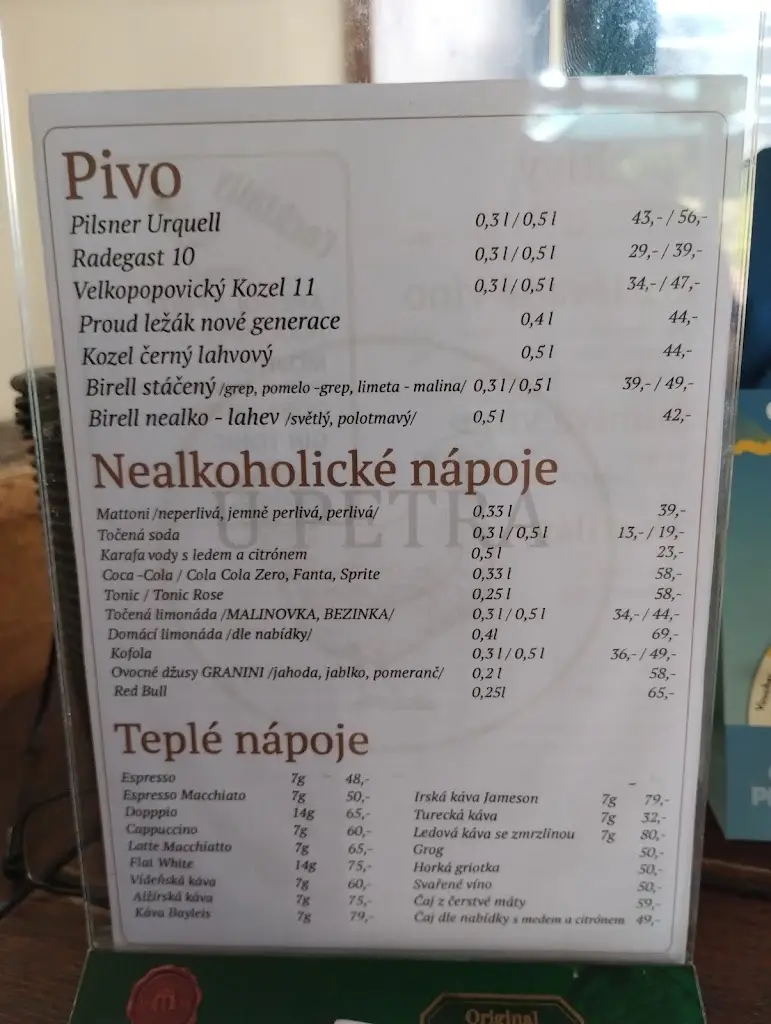 Pivo
Pilsner Urquell 0,3 l / 0,5 l 43,- / 56,-
Radegast 10 0,3 l / 0,5 l 29,- / 39,-
Velkopopovický Kozel 11 0,3 l / 0,5 l 34,- / 47,-
Proud ležák nové generace 0,4 l 44,-
Kozel černý lahvový 0,5 l 44,-
Birell stáčený /grep, pomelo -grep, limeta - malina/ 0,3 l / 0,5 l 39,- / 49,-
Birell nealko - lahev /světlý, polotmavý/ 0,5 l 42,-
Nealkoholické nápoje
U PETRA
Mattoni /neperlivá, jemně perlivá, perlivá/ 0,33 l 39,-
Točená soda 0,3 l / 0,5 l 13,- / 19,-
Karafa vody s ledem a citrónem 0,5 l 23,-
Coca -Cola / Cola Cola Zero, Fanta, Sprite 0,33 l 58,-
Tonic / Tonic Rose 0,25 l 58,-
Točená limonáda /MALINOVKA, BEZINKA/ 0,3 l / 0,5 l 34,- / 44,-
Domácí limonáda /dle nabídky/ 0,4l 69,-
Kofola 0,3 l / 0,5 l 36,- / 49,-
Ovocné džusy GRANINI /jahoda, jablko, pomeranč/ 0,2 l 58,-
Red Bull 0,25l 65,-
Teplé nápoje
Espresso 7g 48,-
Espresso Macchiato 7g 50,-
Dopppio 14g 65,-
Cappuccino 7g 60,-
Latte Macchiatto 7g 65,-
Flat White 14g 75,-
Vídeňská káva 7g 60,-
Alžírská káva 7g 75,-
Káva Bayleis 7g 79,-
Irská káva Jameson 7g 79,-
Turecká káva 7g 32,-
Ledová káva se zmrzlinou 7g 80,-
Grog 50,-
Horká griotka 50,-
Svařené víno 50,-
Čaj z čerstvé máty 59,-
Čaj dle nabídky s medem a citrónem 49,-
Original